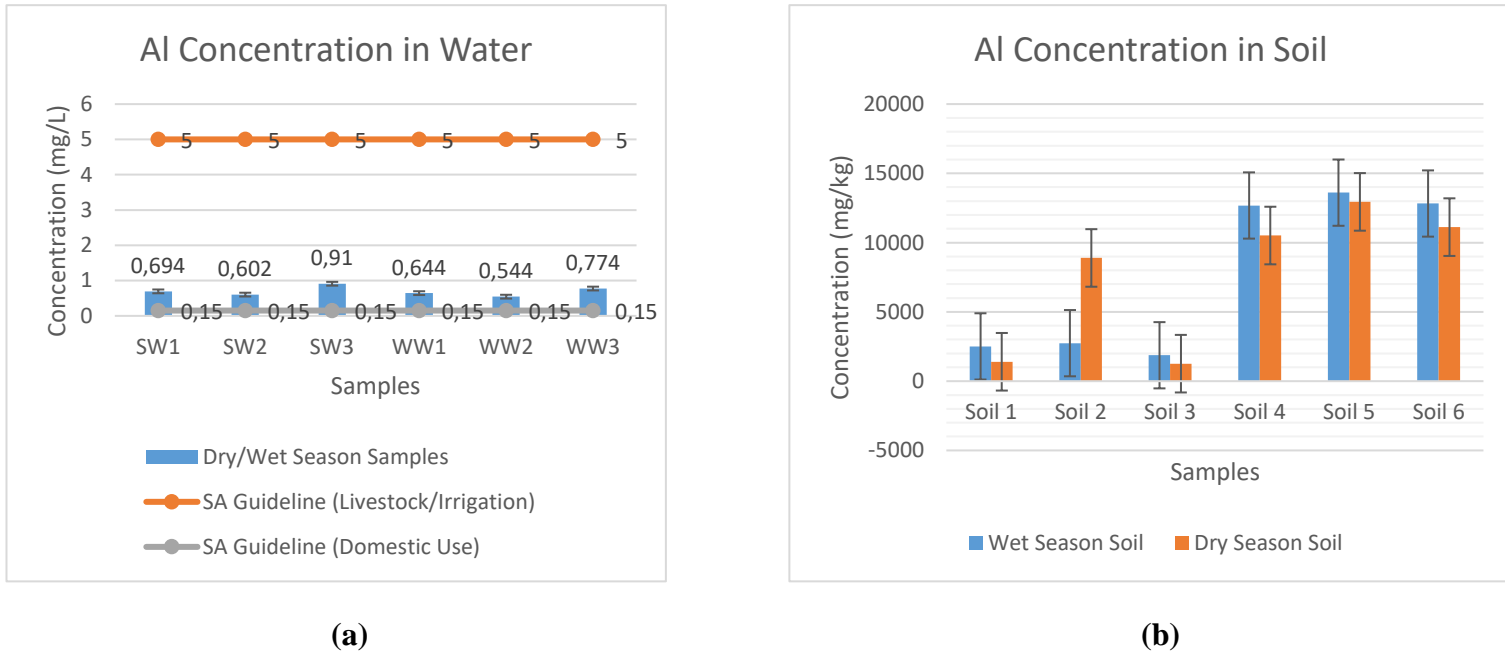 Al Concentration in Water
Concentration (mg/L)
6
5
4
3
2
1
0
5 5 5 5 5 5
0,694 0,602 0,91 0,644 0,544 0,774
0,15 0,15 0,15 0,15 0,15 0,15
SW1 SW2 SW3 WW1 WW2 WW3
Samples
Dry/Wet Season Samples
SA Guideline (Livestock/Irrigation)
SA Guideline (Domestic Use)
(a)
Al Concentration in Soil
Concentration (mg/kg)
20000
15000
10000
5000
0
-5000
Soil 1 Soil 2 Soil 3 Soil 4 Soil 5 Soil 6
Samples
Wet Season Soil Dry Season Soil
(b)